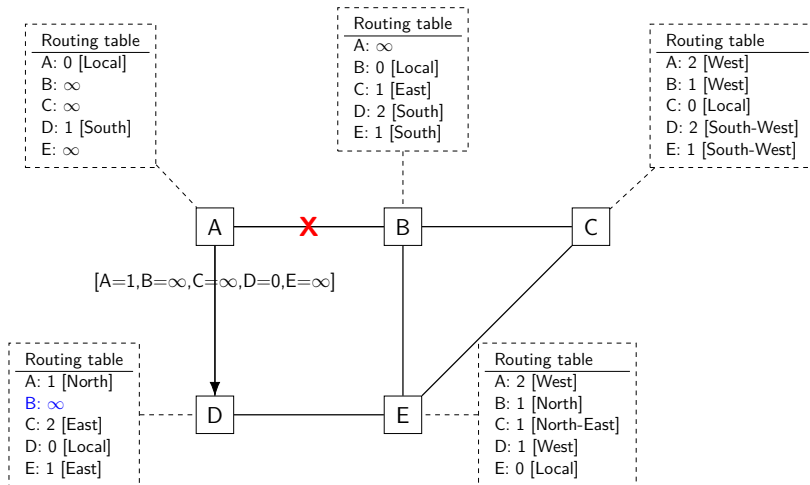 Routing table
A: 0 [Local]
B: ∞
C: ∞
D: 1 [South]
E: ∞
Routing table
A: ∞
B: 0 [Local]
C: 1 [East]
D: 2 [South]
E: 1 [South]
Routing table
A: 2 [West]
B: 1 [West]
C: 0 [Local]
D: 2 [South-West]
E: 1 [South-West]
A
X
B
C
[A=1,B=∞,C=∞,D=0,E=∞]
Routing table
A: 1 [North]
B: ∞
C: 2 [East]
D: 0 [Local]
E: 1 [East]
D
E
Routing table
A: 2 [West]
B: 1 [North]
C: 1 [North-East]
D: 1 [West]
E: 0 [Local]